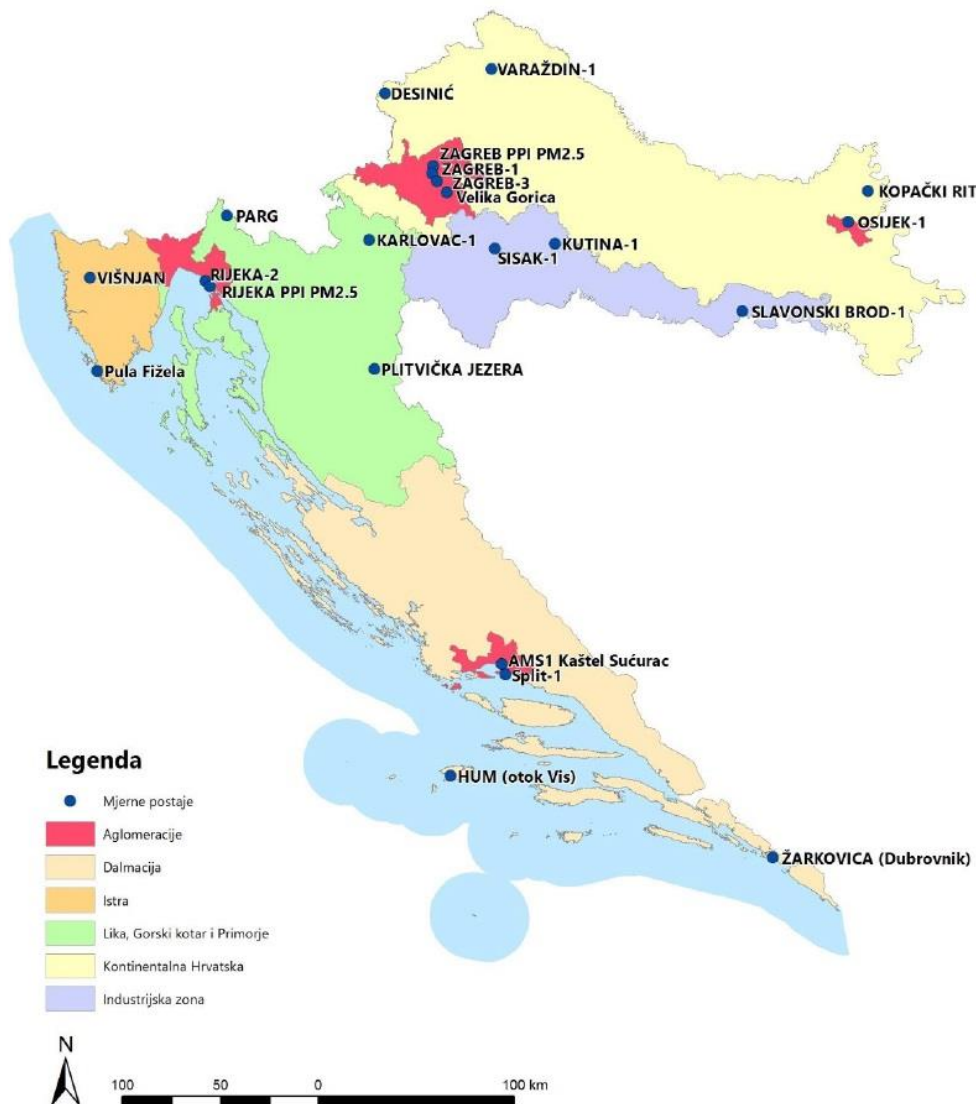 VARAŽDIN-1
DESINIĆ
ZAGREB PPI PM2.5
ZAGREB-1
ZAGREB-3
Velika Gorica
KOPAČKI RIT
OSIJEK-1
PARG
KARLOVAC-1
KUTINA-1
SISAK-1
VIŠNJAN
RIJEKA-2
RIJEKA PPI PM2.5
SLAVONSKI BROD-1
Pula Fižela
PLITVIČKA JEZERA
AMS1 Kaštel Sućurac
Split-1
HUM (otok Vis)
ŽARKOVICA (Dubrovnik)
Legenda
Mjerne postaje
Aglomeracije
Dalmacija
Istra
Lika, Gorski kotar i Primorje
Kontinentalna Hrvatska
Industrijska zona
N
100 50 0 100 km